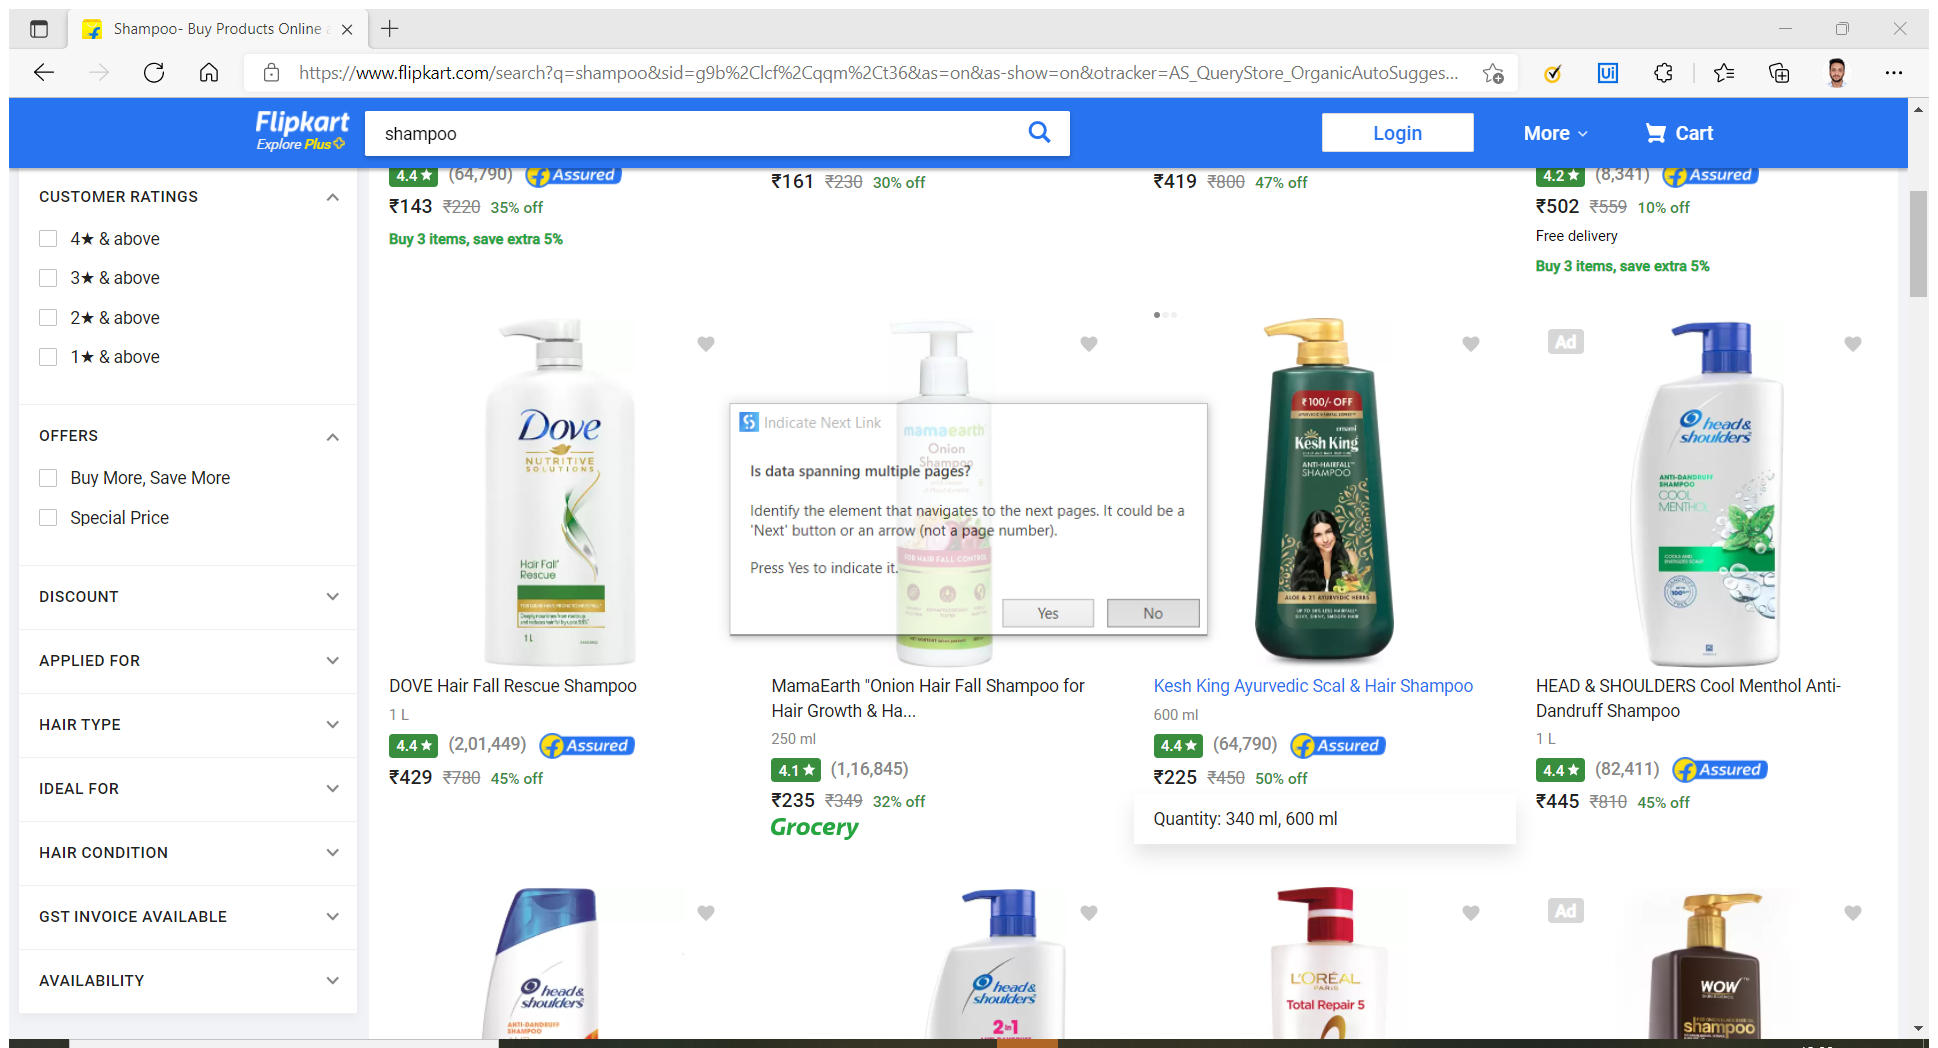 Shampoo- Buy Products Online
https://www.flipkart.com/search?q=shampoo&sid=g9b%2Clcf%2Cqqm%2Ct36&as=on&as-show=on&otracker=AS_QueryStore_OrganicAutoSugges...
Ui
Flipkart
Explore Plus
shampoo
Login
More
Cart
CUSTOMER RATINGS
4★ & above
3★ & above
2★ & above
1★ & above
OFFERS
Buy More, Save More
Special Price
DISCOUNT
APPLIED FOR
HAIR TYPE
IDEAL FOR
HAIR CONDITION
GST INVOICE AVAILABLE
AVAILABILITY
4.4★ (64,790) Assured
₹143 ₹220 35% off
Buy 3 items, save extra 5%
₹161 ₹230 30% off
₹419 ₹800 47% off
4.2★ (8,341) Assured
₹502 ₹559 10% off
Free delivery
Buy 3 items, save extra 5%
Dove
NUTRITIVE
SOLUTIONS
Hair Fall
Rescue
1 L
DOVE Hair Fall Rescue Shampoo
1 L
4.4★ (2,01,449) Assured
₹429 ₹780 45% off
mamaearth
Onion
Shampoo
FOR HAIR FALL CONTROL
Indicate Next Link
Is data spanning multiple pages?
Identify the element that navigates to the next pages. It could be a
'Next' button or an arrow (not a page number).
Press Yes to indicate it.
Yes
No
MamaEarth "Onion Hair Fall Shampoo for
Hair Growth & Ha...
250 ml
4.1★ (1,16,845)
₹235 ₹349 32% off
Grocery
₹100/- OFF
emami
Kesh King
ANTI-HAIRFALL
SHAMPOO
ALOE & 21 AYURVEDIC HERBS
Kesh King Ayurvedic Scal & Hair Shampoo
600 ml
4.4★ (64,790) Assured
₹225 ₹450 50% off
Quantity: 340 ml, 600 ml
Ad
head&
shoulders
ANTI-DANDRUFF
SHAMPOO
COOL
MENTHOL
HEAD & SHOULDERS Cool Menthol Anti-
Dandruff Shampoo
1 L
4.4★ (82,411) Assured
₹445 ₹810 45% off
head&
shoulders
ANTI-DANDRUFF
SHAMPOO
head&
shoulders
2in1
L'ORÉAL
PARIS
Total Repair 5
Ad
WOW
shampoo